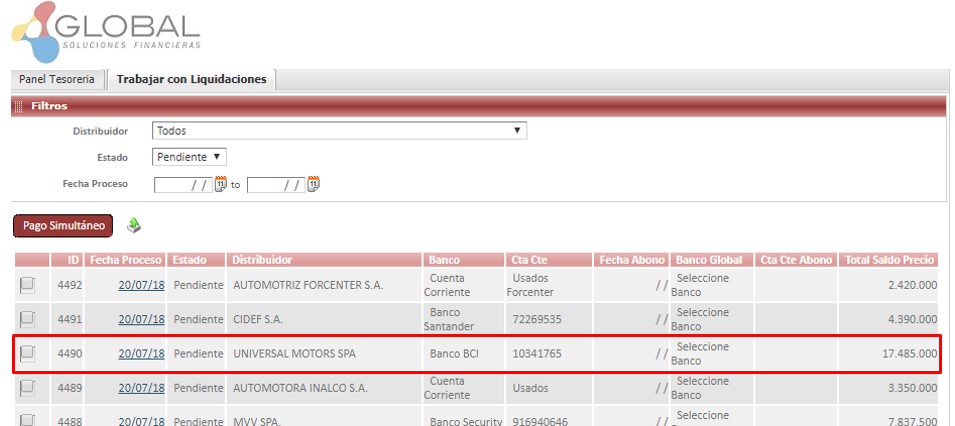 GLOBAL
SOLUCIONES FINANCIERAS
Panel Tesoreria Trabajar con Liquidaciones
Filtros
Distribuidor Todos
Estado Pendiente
Fecha Proceso / / to / /
Pago Simultáneo
ID Fecha Proceso Estado Distribuidor Banco Cta Cte Fecha Abono Banco Global Cta Cte Abono Total Saldo Precio
4492 20/07/18 Pendiente AUTOMOTRIZ FORCENTER S.A. Cuenta Corriente Usados Forcenter / / Seleccione Banco 2.420.000
4491 20/07/18 Pendiente CIDEF S.A. Banco Santander 72269535 / / Seleccione Banco 4.390.000
4490 20/07/18 Pendiente UNIVERSAL MOTORS SPA Banco BCI 10341765 / / Seleccione Banco 17.485.000
4489 20/07/18 Pendiente AUTOMOTORA INALCO S.A. Cuenta Corriente Usados / / Seleccione Banco 3.350.000
4488 20/07/18 Pendiente MVV SPA. Banco Security 916940646 / / Seleccione 7.837.500